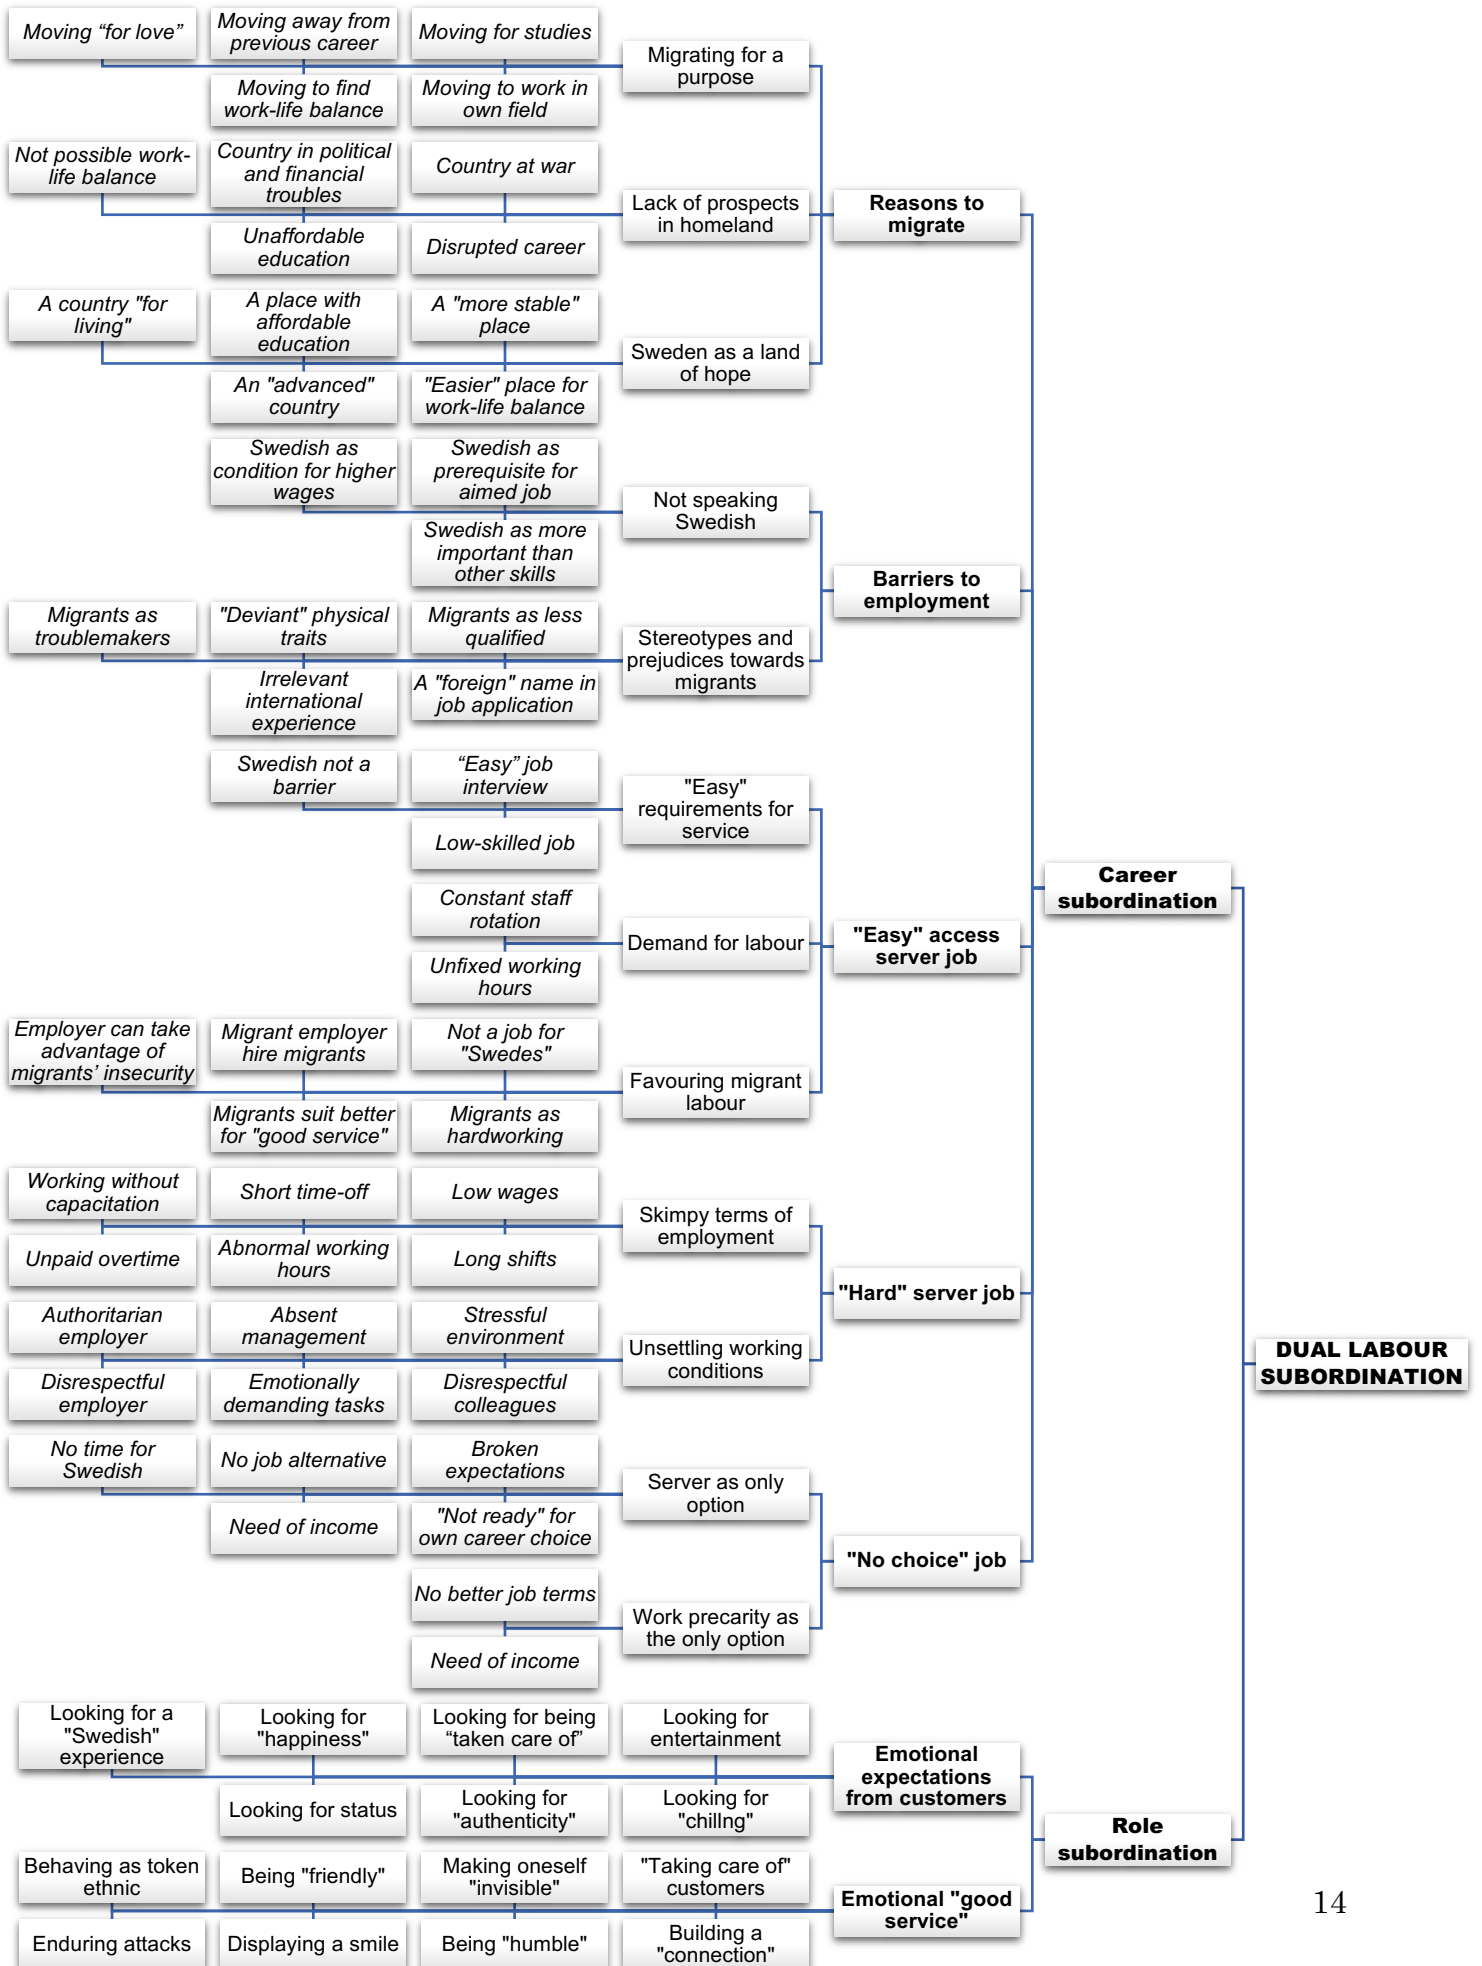 Moving “for love”
Moving away from
previous career
Moving for studies
Migrating for a
purpose
Moving to find
work-life balance
Moving to work in
own field
Not possible work-
life balance
Country in political
and financial
troubles
Country at war
Lack of prospects
in homeland
Reasons to
migrate
Unaffordable
education
Disrupted career
A country "for
living"
A place with
affordable
education
A "more stable"
place
Sweden as a land
of hope
An "advanced"
country
"Easier" place for
work-life balance
Swedish as
condition for higher
wages
Swedish as
prerequisite for
aimed job
Not speaking
Swedish
Swedish as more
important than
other skills
Barriers to
employment
Migrants as
troublemakers
"Deviant" physical
traits
Migrants as less
qualified
Stereotypes and
prejudices towards
migrants
Irrelevant
international
experience
A "foreign" name in
job application
Swedish not a
barrier
“Easy” job
interview
"Easy"
requirements for
service
Low-skilled job
Career
subordination
Constant staff
rotation
Demand for labour
"Easy" access
server job
Unfixed working
hours
Employer can take
advantage of
migrants’ insecurity
Migrant employer
hire migrants
Not a job for
"Swedes"
Favouring migrant
labour
Migrants suit better
for "good service"
Migrants as
hardworking
Working without
capacitation
Short time-off
Low wages
Skimpy terms of
employment
Unpaid overtime
Abnormal working
hours
Long shifts
"Hard" server job
Authoritarian
employer
Absent
management
Stressful
environment
Unsettling working
conditions
DUAL LABOUR
SUBORDINATION
Disrespectful
employer
Emotionally
demanding tasks
Disrespectful
colleagues
No time for
Swedish
No job alternative
Broken
expectations
Server as only
option
Need of income
"Not ready" for
own career choice
"No choice" job
No better job terms
Work precarity as
the only option
Need of income
Looking for a
"Swedish"
experience
Looking for
"happiness"
Looking for being
“taken care of”
Looking for
entertainment
Emotional
expectations
from customers
Looking for status
Looking for
"authenticity"
Looking for
"chillng"
Role
subordination
Behaving as token
ethnic
Being "friendly"
Making oneself
"invisible"
"Taking care of"
customers
Emotional "good
service"
Enduring attacks
Displaying a smile
Being "humble"
Building a
"connection"
14